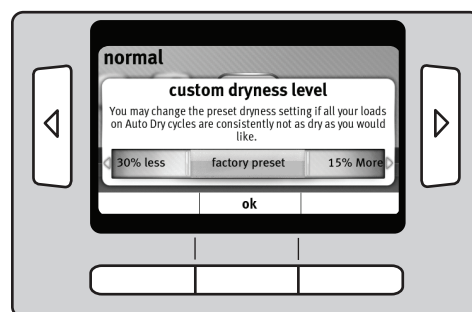 normal
custom dryness level
You may change the preset dryness setting if all your loads
on Auto Dry cycles are consistently not as dry as you would
like.
30% less factory preset 15% More
ok